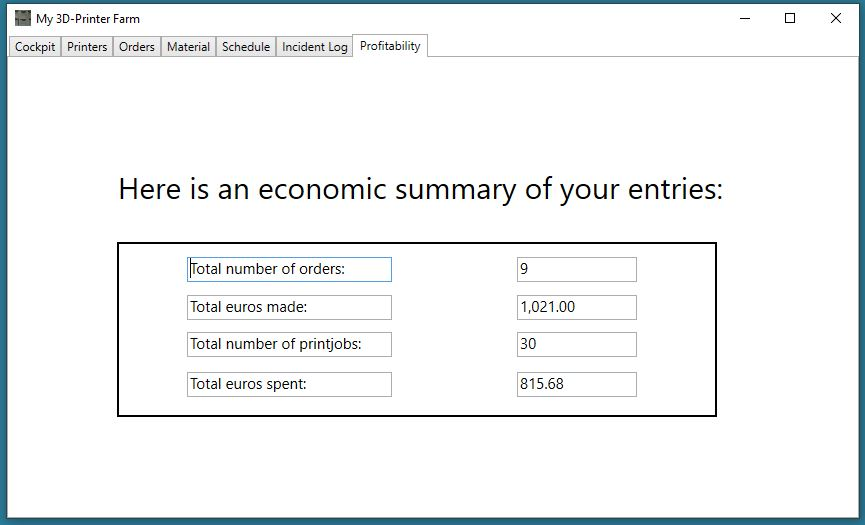 My 3D-Printer Farm
Cockpit Printers Orders Material Schedule Incident Log Profitability
Here is an economic summary of your entries:
Total number of orders: 9
Total euros made: 1,021.00
Total number of printjobs: 30
Total euros spent: 815.68